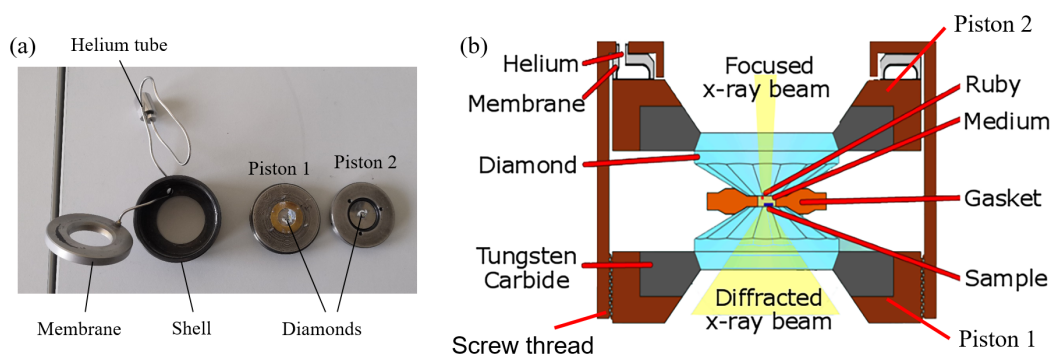 (a)
Helium tube
Piston 1
Piston 2
Membrane
Shell
Diamonds
(b)
Piston 2
Helium
Membrane
Focused
x-ray beam
Ruby
Medium
Diamond
Gasket
Tungsten
Carbide
Sample
Diffracted
x-ray beam
Screw thread
Piston 1